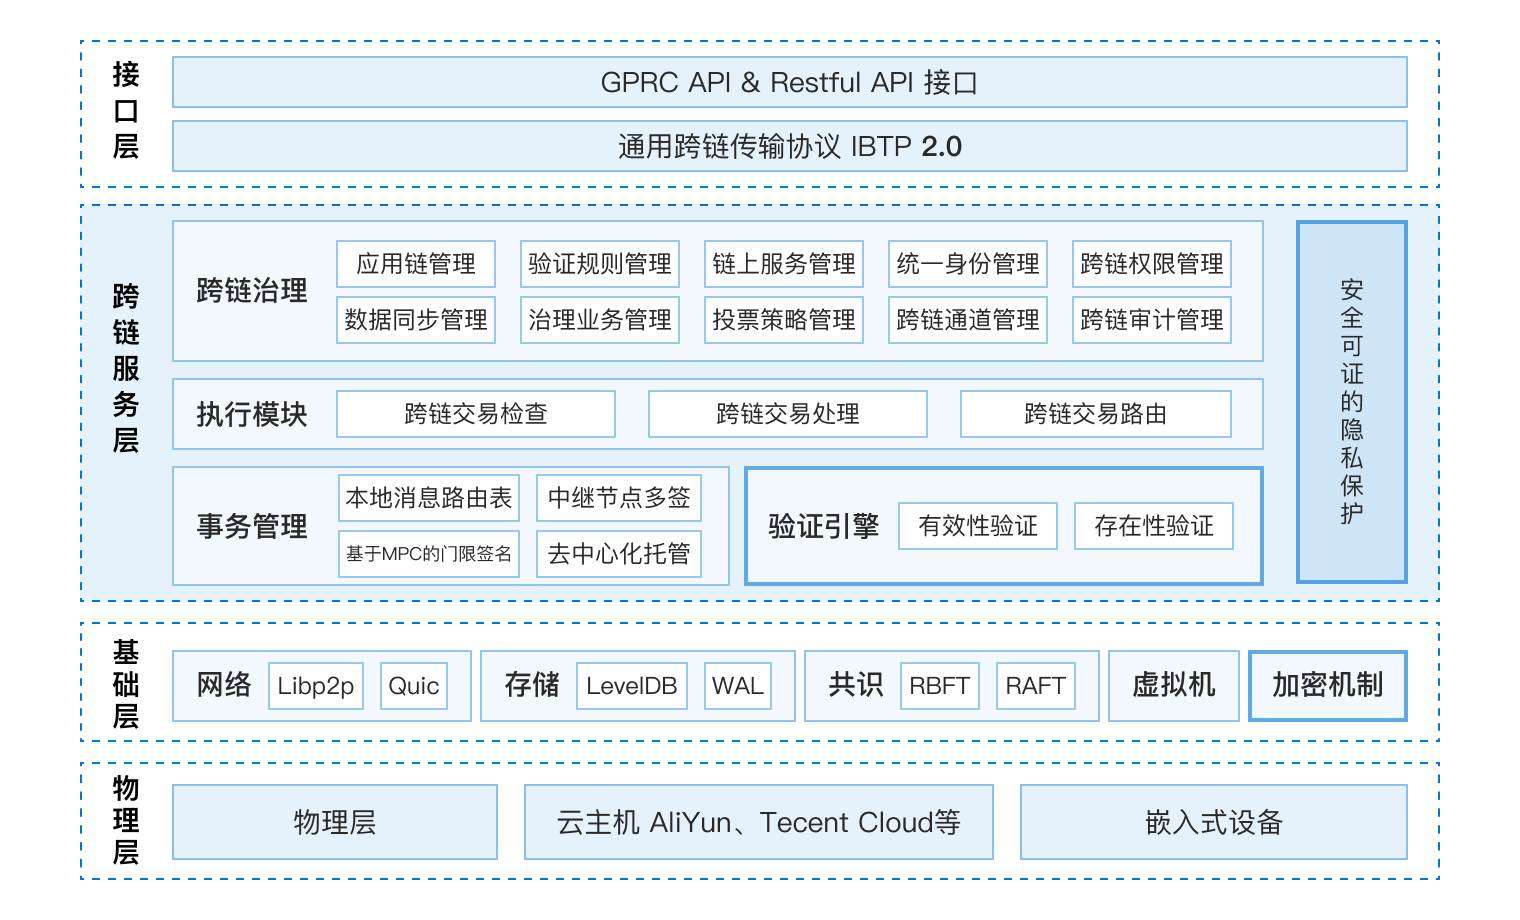 接口层
GPRC API & Restful API 接口
通用跨链传输协议 IBTP 2.0
跨链服务层
跨链治理
应用链管理
验证规则管理
链上服务管理
统一身份管理
跨链权限管理
数据同步管理
治理业务管理
投票策略管理
跨链通道管理
跨链审计管理
执行模块
跨链交易检查
跨链交易处理
跨链交易路由
事务管理
本地消息路由表
中继节点多签
基于MPC的门限签名
去中心化托管
验证引擎
有效性验证
存在性验证
安全可证的隐私保护
基础层
网络
Libp2p
Quic
存储
LevelDB
WAL
共识
RBFT
RAFT
虚拟机
加密机制
物理层
物理层
云主机 AliYun、Tecent Cloud等
嵌入式设备